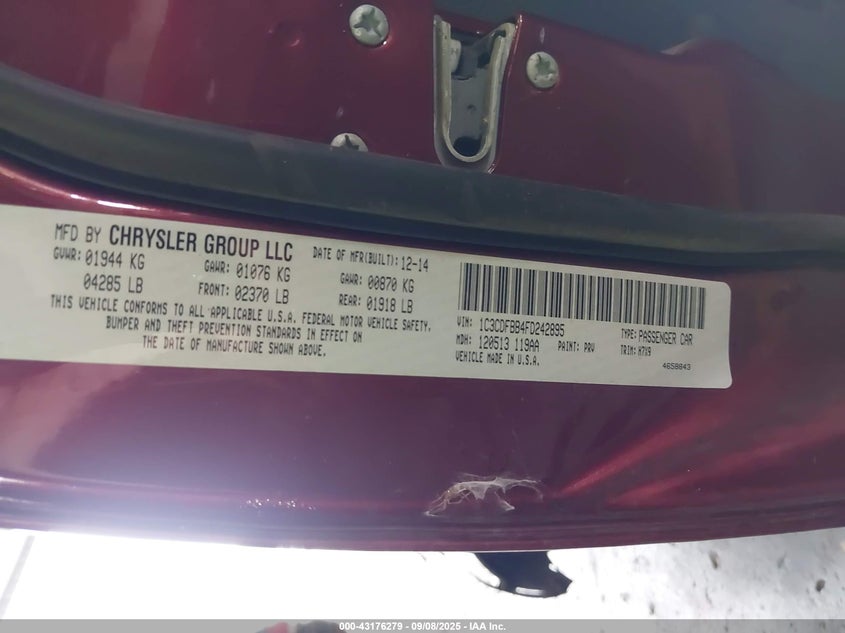 MFD BY CHRYSLER GROUP LLC
DATE OF MFR(BUILT): 12-14
GVWR: 01944 KG
04285 LB
GAWR: 01076 KG
FRONT: 02370 LB
GAWR: 00870 KG
REAR: 01918 LB
THIS VEHICLE CONFORMS TO ALL APPLICABLE U.S.A. FEDERAL MOTOR VEHICLE SAFETY,
BUMPER AND THEFT PREVENTION STANDARDS IN EFFECT ON
THE DATE OF MANUFACTURE SHOWN ABOVE.
VIN: 1C3CDFBB4FD242895
TYPE: PASSENGER CAR
MDH: 120513 119AA
PAINT: PRV
TRIM: H7X9
VEHICLE MADE IN U.S.A.
4658843
000-43176279 - 09/08/2025 - IAA Inc.